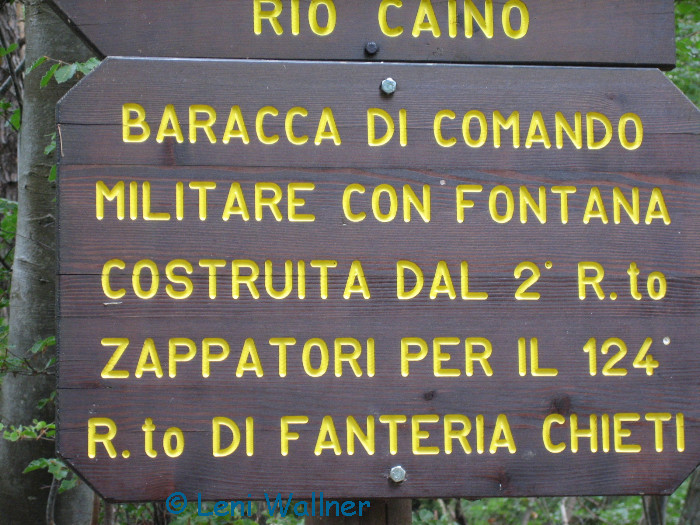 RIO CAINO
BARACCA DI COMANDO
MILITARE CON FONTANA
COSTRUITA DAL 2° R.to
ZAPPATORI PER IL 124°
R.to DI FANTERIA CHIETI
© Leni Wallner